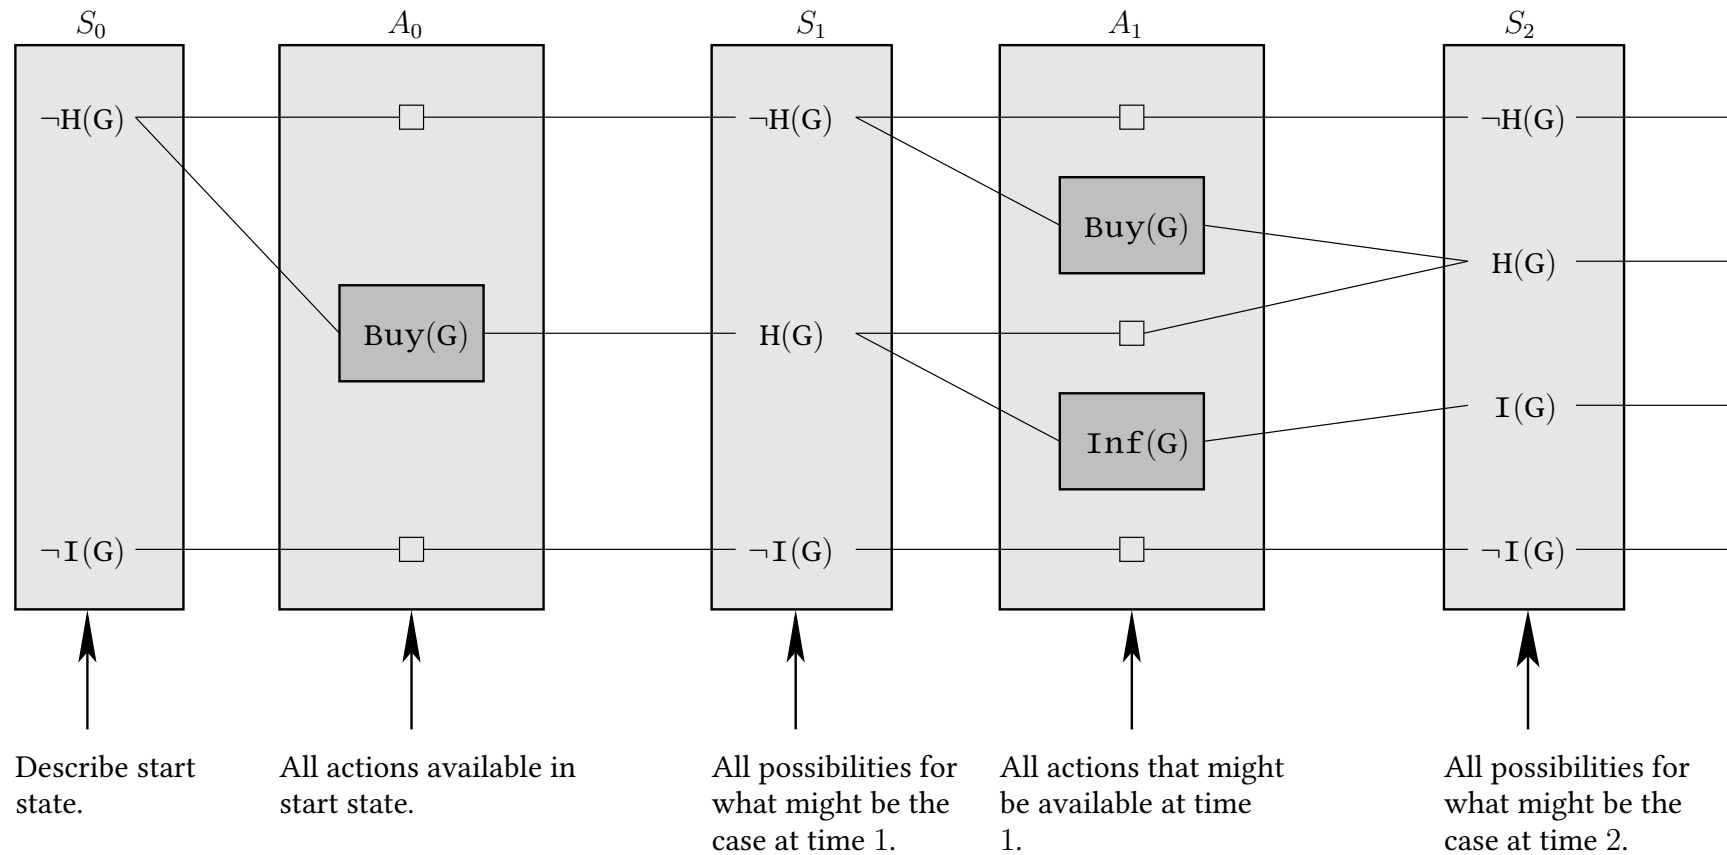 S₀
A₀
S₁
A₁
S₂
¬H(G)
¬H(G)
¬H(G)
Buy(G)
H(G)
Buy(G)
H(G)
I(G)
Inf(G)
¬I(G)
¬I(G)
¬I(G)
Describe start
state.
All actions available in
start state.
All possibilities for
what might be the
case at time 1.
All actions that might
be available at time
1.
All possibilities for
what might be the
case at time 2.